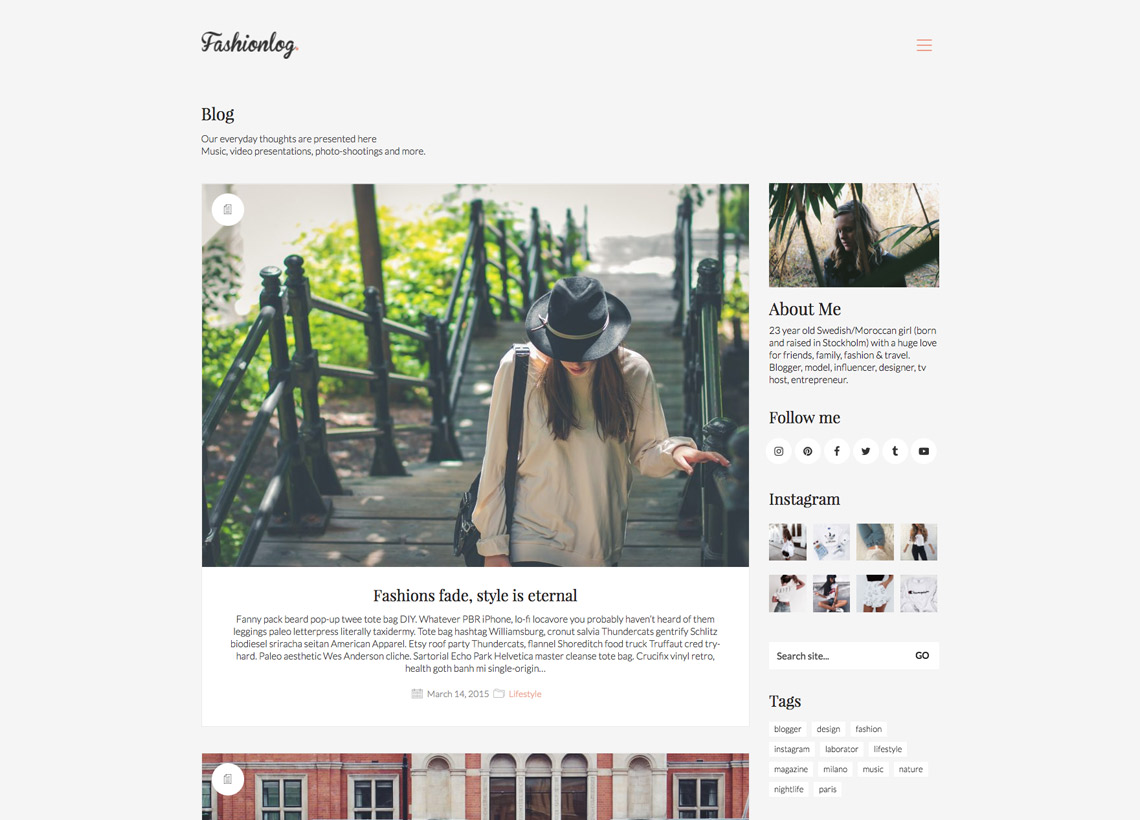 Fashionlog.
Blog
Our everyday thoughts are presented here
Music, video presentations, photo-shootings and more.
Fashions fade, style is eternal
Fanny pack beard pop-up twee tote bag DIY. Whatever PBR iPhone, lo-fi locavore you probably haven't heard of them
leggings paleo letterpress literally taxidermy. Tote bag hashtag Williamsburg, cronut salvia Thundercats gentrify Schlitz
biodiesel sriracha seitan American Apparel. Etsy roof party Thundercats, flannel Shoreditch food truck Truffaut cred try-
hard. Paleo aesthetic Wes Anderson cliche. Sartorial Echo Park Helvetica master cleanse tote bag. Crucifix vinyl retro,
health goth banh mi single-origin...
March 14, 2015 Lifestyle
About Me
23 year old Swedish/Moroccan girl (born
and raised in Stockholm) with a huge love
for friends, family, fashion & travel.
Blogger, model, influencer, designer, tv
host, entrepreneur.
Follow me
Instagram
Search site... GO
Tags
blogger design fashion
instagram laborator lifestyle
magazine milano music nature
nightlife paris